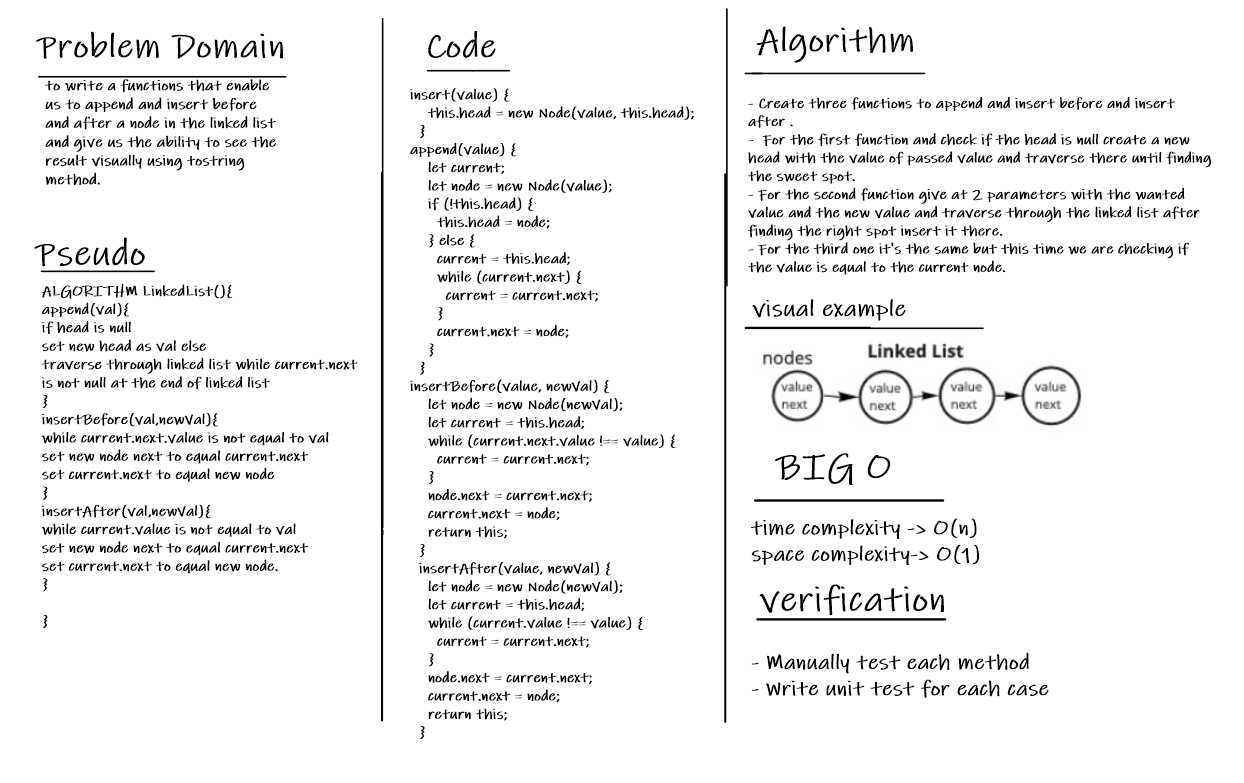 Problem Domain
to write a functions that enable
us to append and insert before
and after a node in the linked list
and give us the ability to see the
result visually using tostring
method.
Pseudo
ALGORITHM LinkedList(){
append(val){
if head is null
set new head as val else
traverse through linked list while current.next
is not null at the end of linked list
}
insertBefore(val,newVal){
while current.next.value is not equal to val
set new node next to equal current.next
set current.next to equal new node
}
insertAfter(val,newVal){
while current.value is not equal to val
set new node next to equal current.next
set current.next to equal new node.
}
}
Code
insert(value) {
this.head = new Node(value, this.head);
}
append(value) {
let current;
let node = new Node(value);
if (!this.head) {
this.head = node;
} else {
current = this.head;
while (current.next) {
current = current.next;
}
current.next = node;
}
}
insertBefore(value, newVal) {
let node = new Node(newVal);
let current = this.head;
while (current.next.value !== value) {
current = current.next;
}
node.next = current.next;
current.next = node;
return this;
}
insertAfter(value, newVal) {
let node = new Node(newVal);
let current = this.head;
while (current.value !== value) {
current = current.next;
}
node.next = current.next;
current.next = node;
return this;
}
Algorithm
- Create three functions to append and insert before and insert
after .
- For the first function and check if the head is null create a new
head with the value of passed value and traverse there until finding
the sweet spot.
- For the second function give at 2 parameters with the wanted
value and the new value and traverse through the linked list after
finding the right spot insert it there.
- For the third one it's the same but this time we are checking if
the value is equal to the current node.
visual example
nodes Linked List
value value value value
next next next next
BIG O
time complexity -> O(n)
space complexity-> O(1)
verification
- Manually test each method
- Write unit test for each case